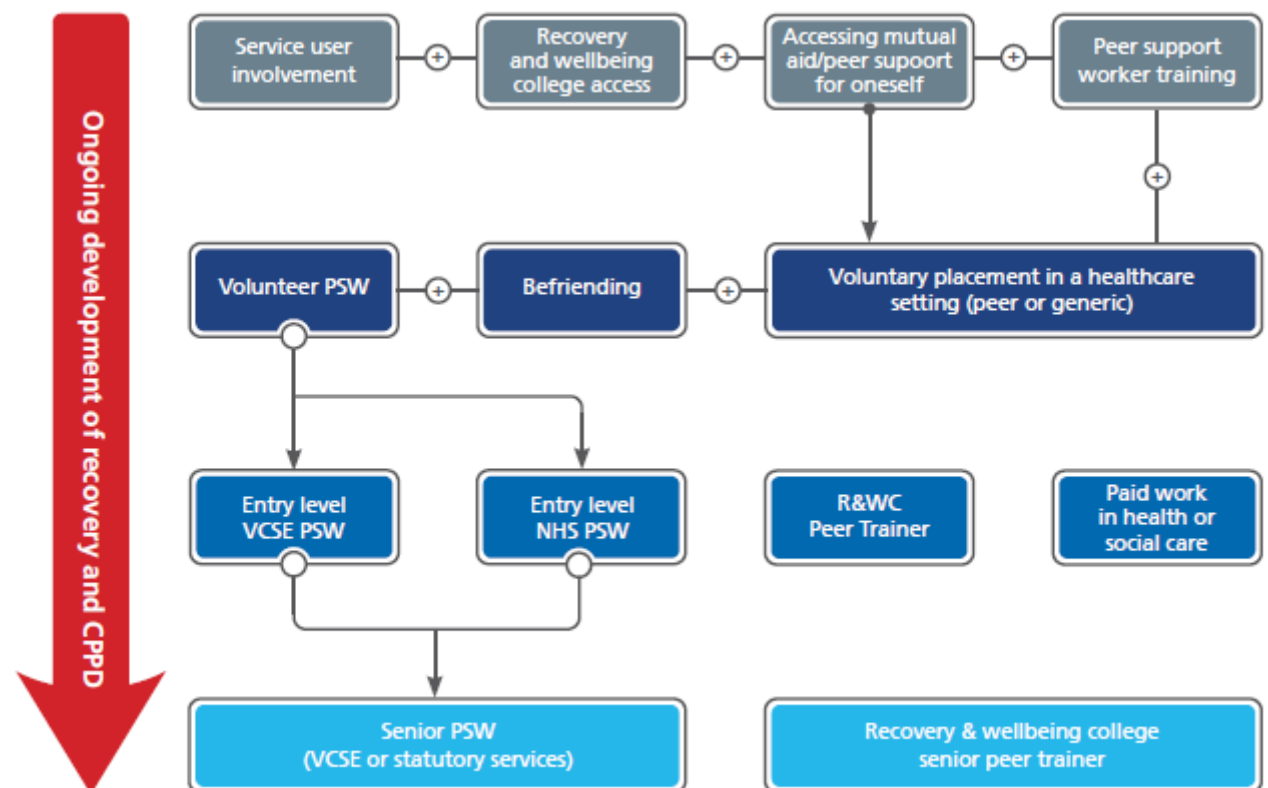 Ongoing development of recovery and CPPD
Service user
involvement
+
Recovery
and wellbeing
college access
+
Accessing mutual
aid/peer supoort
for oneself
+
Peer support
worker training
+
Volunteer PSW
+
Befriending
+
Voluntary placement in a healthcare
setting (peer or generic)
Entry level
VCSE PSW
Entry level
NHS PSW
R&WC
Peer Trainer
Paid work
in health or
social care
Senior PSW
(VCSE or statutory services)
Recovery & wellbeing college
senior peer trainer